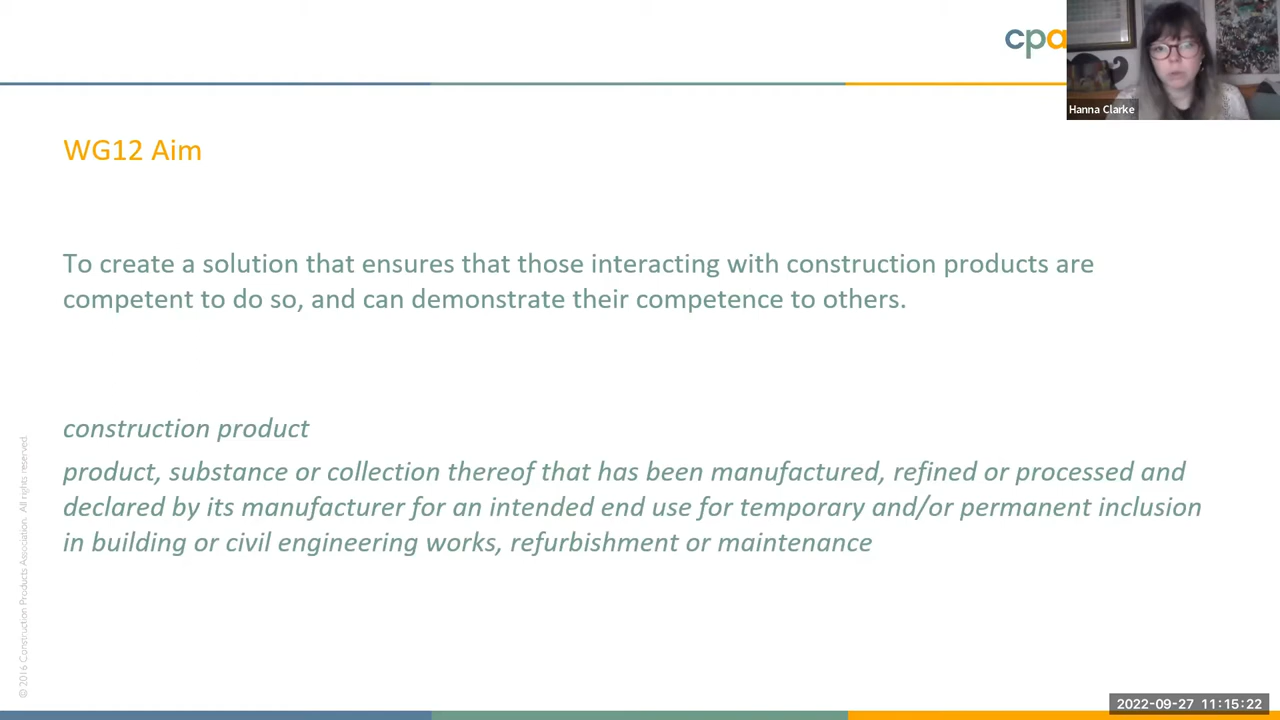 cpa
Hanna Clarke
WG12 Aim
To create a solution that ensures that those interacting with construction products are
competent to do so, and can demonstrate their competence to others.
construction product
product, substance or collection thereof that has been manufactured, refined or processed and
declared by its manufacturer for an intended end use for temporary and/or permanent inclusion
in building or civil engineering works, refurbishment or maintenance
© 2016 Construction Products Association. All rights reserved.
2022-09-27 11:15:22